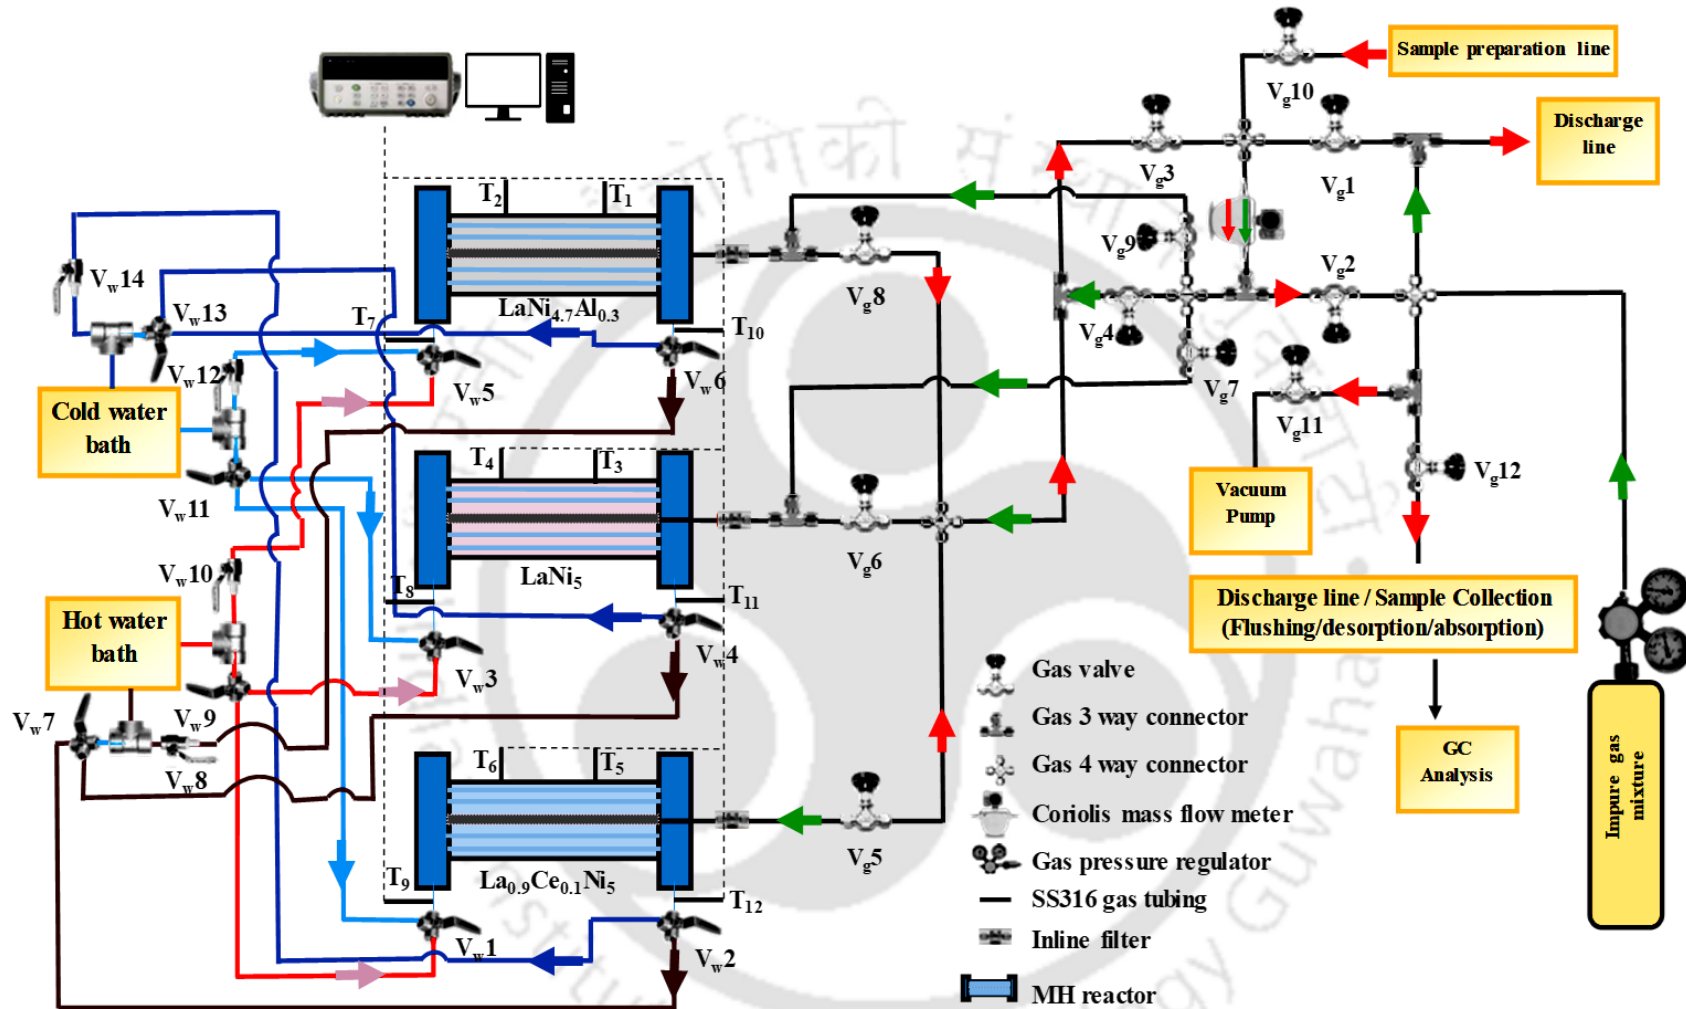 Sample preparation line
Vg10
Discharge
line
Vg3
Vg1
T2
T1
Vg9
Vg8
Vg2
Vw14
Vw13
LaNi4.7Al0.3
T7
T10
Vg4
Vw12
Vw5
Vw6
Vg7
Cold water
bath
Vg11
Vw11
T4
T3
Vg12
Vacuum
Pump
Vw10
Vg6
LaNi5
T8
T11
Hot water
bath
Discharge line / Sample Collection
(Flushing/desorption/absorption)
Vw3
Vw4
Gas valve
Vw7
Vw9
Gas 3 way connector
Vw8
T6
T5
Gas 4 way connector
GC
Analysis
Impure gas
mixture
Coriolis mass flow meter
Vg5
Gas pressure regulator
T9
La0.9Ce0.1Ni5
T12
SS316 gas tubing
Vw1
Vw2
Inline filter
MH reactor